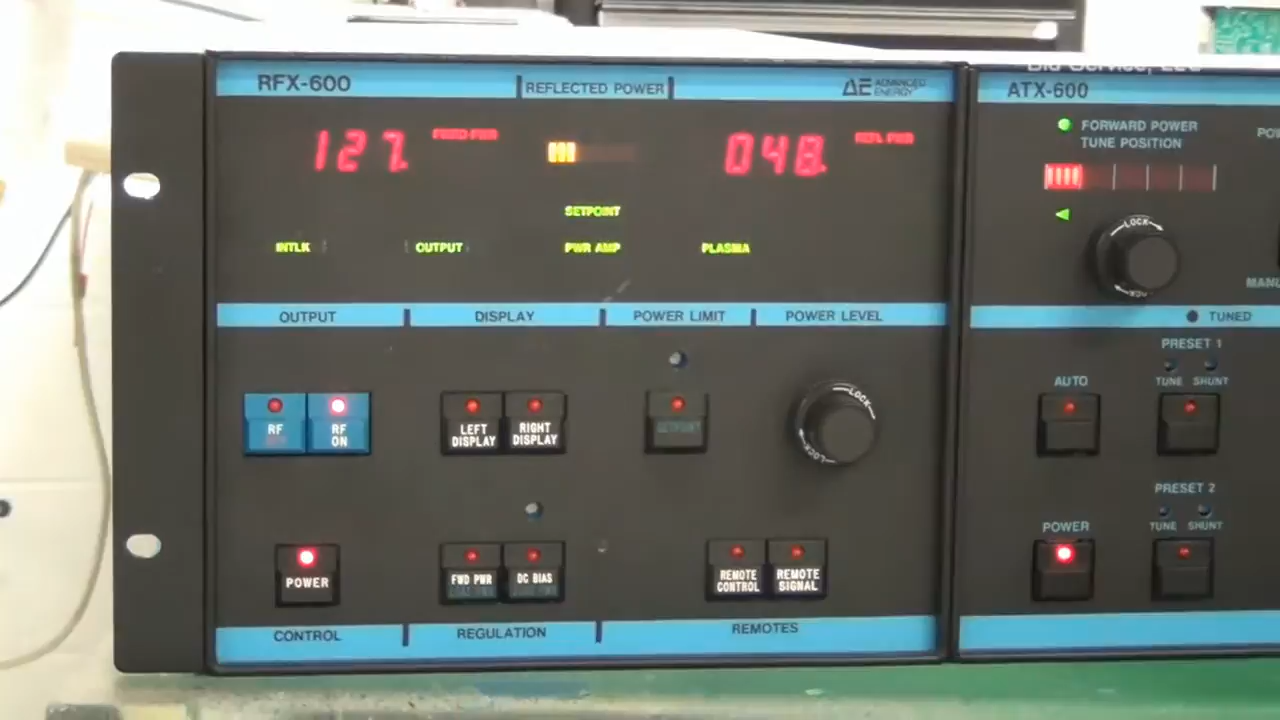 RFX-600
REFLECTED POWER
AE ADVANCED
ENERGY
127.
048.
SETPOINT
INTLK
OUTPUT
PWR AMP
PLASMA
OUTPUT
DISPLAY
POWER LIMIT
POWER LEVEL
LOCK
LOCK
RF
RF
ON
LEFT
DISPLAY
RIGHT
DISPLAY
SETPOINT
POWER
FWD PWR
DC BIAS
REMOTE
CONTROL
REMOTE
SIGNAL
CONTROL
REGULATION
REMOTES
ATX-600
FORWARD POWER
TUNE POSITION
LOCK
LOCK
TUNED
PRESET 1
TUNE
SHUNT
AUTO
PRESET 2
TUNE
SHUNT
POWER